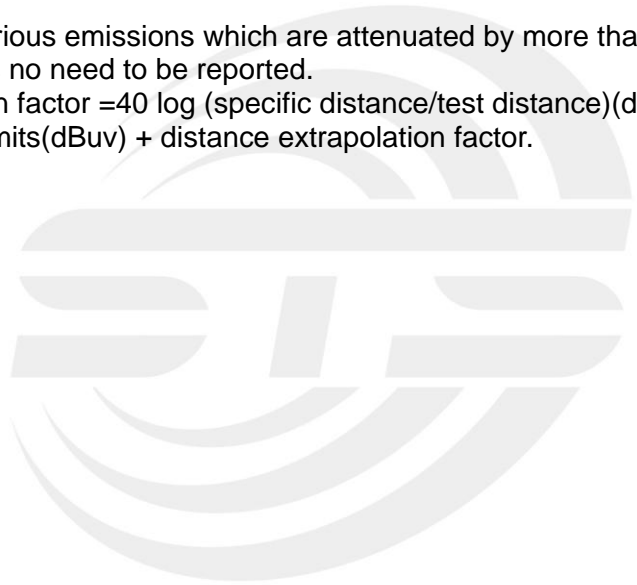 rious emissions which are attenuated by more tha
no need to be reported.
n factor =40 log (specific distance/test distance)(d
mits(dBuv) + distance extrapolation factor.
STS